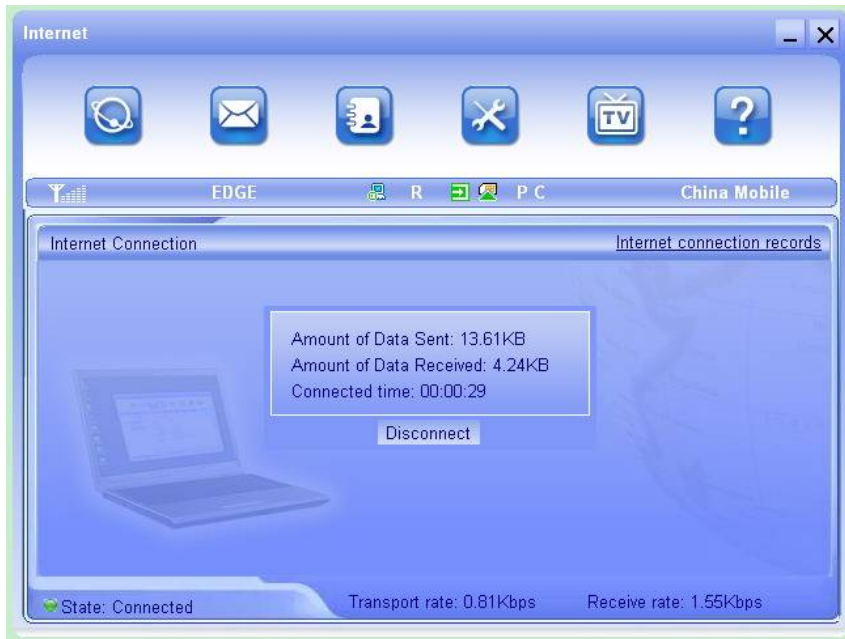 Internet
TV
?
EDGE R P C China Mobile
Internet Connection Internet connection records
Amount of Data Sent: 13.61KB
Amount of Data Received: 4.24KB
Connected time: 00:00:29
Disconnect
State: Connected Transport rate: 0.81Kbps Receive rate: 1.55Kbps